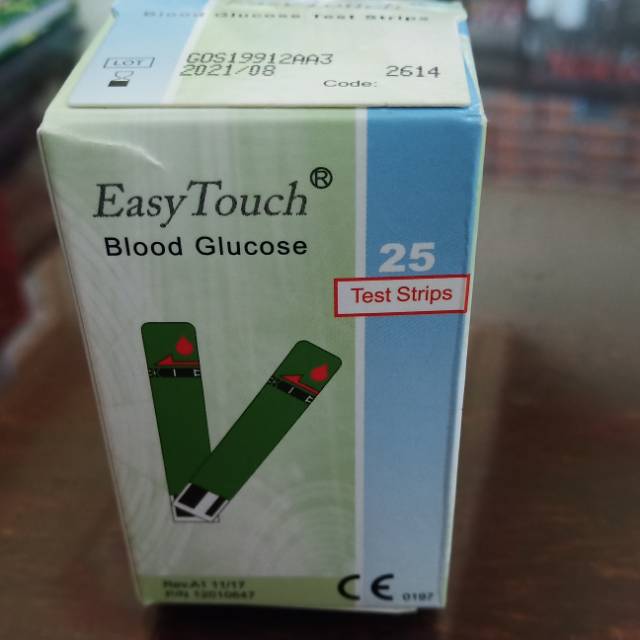 Blood Glucose Test Strips
LOT GOS19912AA3
2021/08
Code: 2614
EasyTouch®
Blood Glucose
25
Test Strips
Rev.A1 11/17
P/N 12010647
CE 0197